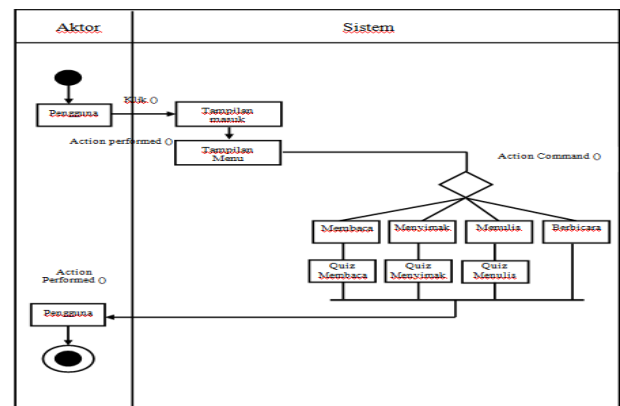 Aktor
Sistem
Klik ()
Pengguna
Tampilan
masuk
Action performed ()
Tampilan
Menu
Action Command ()
Membaca
Menyimak
Menulis
Berbicara
Quiz
Membaca
Quiz
Menyimak
Quiz
Menulis
Action
Performed ()
Pengguna